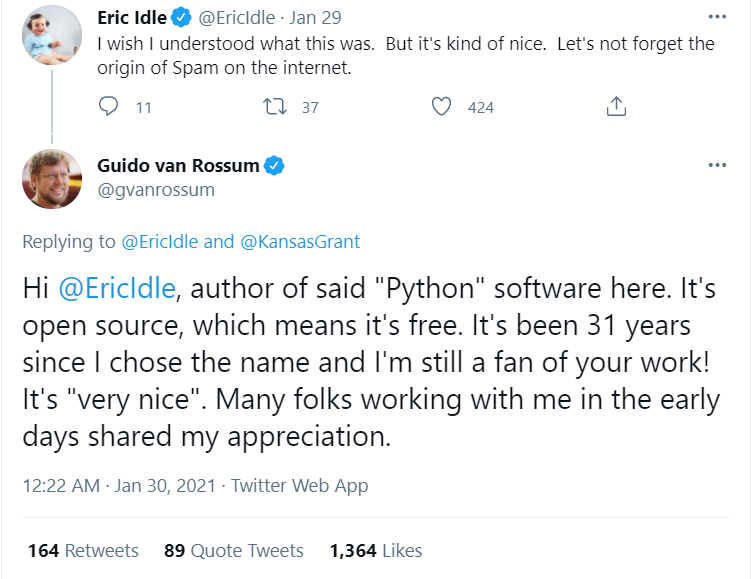 Eric Idle @EricIdle · Jan 29
I wish I understood what this was. But it's kind of nice. Let's not forget the
origin of Spam on the internet.
11 37 424
Guido van Rossum
@gvanrossum
Replying to @EricIdle and @KansasGrant
Hi @EricIdle, author of said "Python" software here. It's
open source, which means it's free. It's been 31 years
since I chose the name and I'm still a fan of your work!
It's "very nice". Many folks working with me in the early
days shared my appreciation.
12:22 AM · Jan 30, 2021 · Twitter Web App
164 Retweets 89 Quote Tweets 1,364 Likes